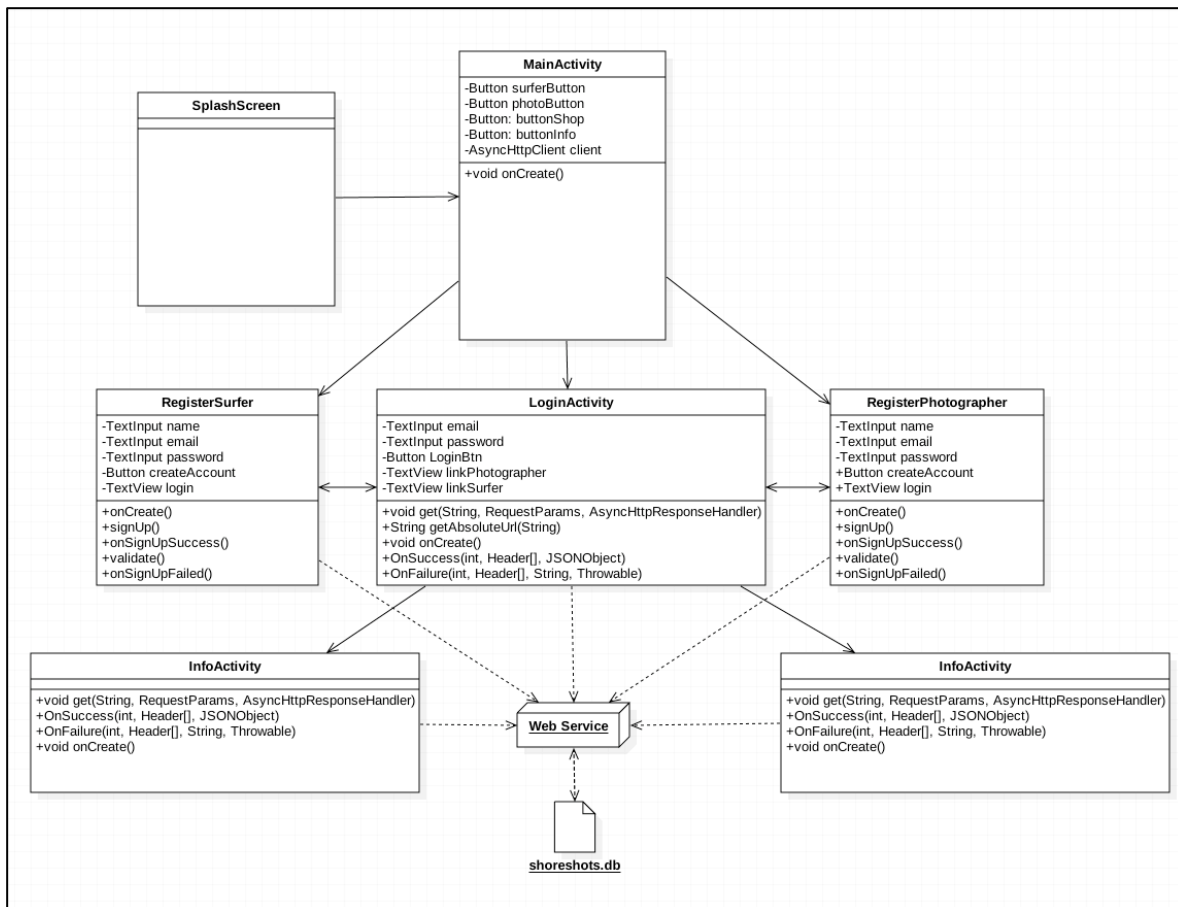 MainActivity
-Button surferButton
-Button photoButton
-Button: buttonShop
-Button: buttonInfo
-AsyncHttpClient client
+void onCreate()
SplashScreen
RegisterSurfer
-TextInput name
-TextInput email
-TextInput password
-Button createAccount
-TextView login
+onCreate()
+signUp()
+onSignUpSuccess()
+validate()
+onSignUpFailed()
LoginActivity
-TextInput email
-TextInput password
-Button LoginBtn
-TextView linkPhotographer
-TextView linkSurfer
+void get(String, RequestParams, AsyncHttpResponseHandler)
+String getAbsoluteUrl(String)
+void onCreate()
+OnSuccess(int, Header[], JSONObject)
+OnFailure(int, Header[], String, Throwable)
RegisterPhotographer
-TextInput name
-TextInput email
-TextInput password
+Button createAccount
+TextView login
+onCreate()
+signUp()
+onSignUpSuccess()
+validate()
+onSignUpFailed()
InfoActivity
+void get(String, RequestParams, AsyncHttpResponseHandler)
+OnSuccess(int, Header[], JSONObject)
+OnFailure(int, Header[], String, Throwable)
+void onCreate()
Web Service
InfoActivity
+void get(String, RequestParams, AsyncHttpResponseHandler)
+OnSuccess(int, Header[], JSONObject)
+OnFailure(int, Header[], String, Throwable)
+void onCreate()
shoreshots.db